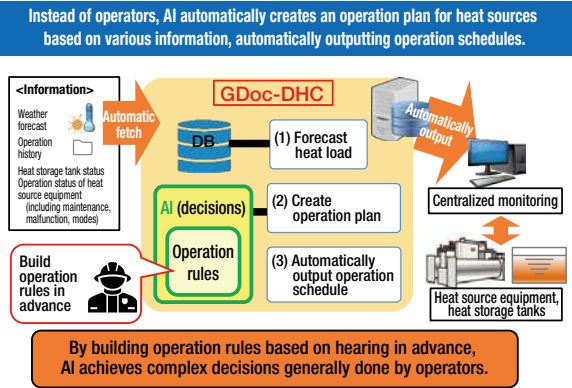 Instead of operators, AI automatically creates an operation plan for heat sources
based on various information, automatically outputting operation schedules.
<Information>
Weather
forecast
Operation
history
Heat storage tank status
Operation status of heat
source equipment
(including maintenance,
malfunction, modes)
Automatic
fetch
GDoc-DHC
DB
(1) Forecast
heat load
AI (decisions)
(2) Create
operation plan
Operation
rules
(3) Automatically
output operation
schedule
Build
operation
rules in
advance
Automatically
output
Centralized monitoring
Heat source equipment,
heat storage tanks
By building operation rules based on hearing in advance,
AI achieves complex decisions generally done by operators.